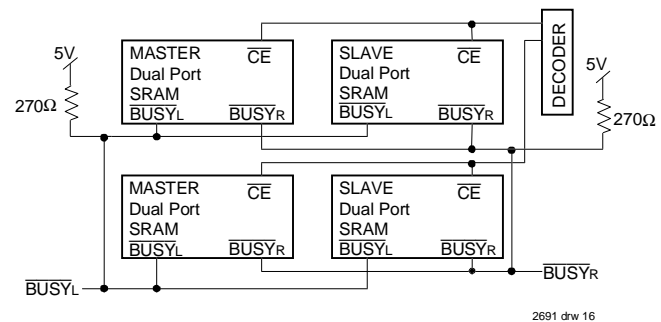 MASTER
Dual Port
SRAM
CE
BUSYL
BUSYR
SLAVE
Dual Port
SRAM
CE
BUSYL
BUSYR
DECODER
5V
270Ω
5V
270Ω
MASTER
Dual Port
SRAM
CE
BUSYL
BUSYR
SLAVE
Dual Port
SRAM
CE
BUSYL
BUSYR
BUSYL
BUSYR
2691 drw 16